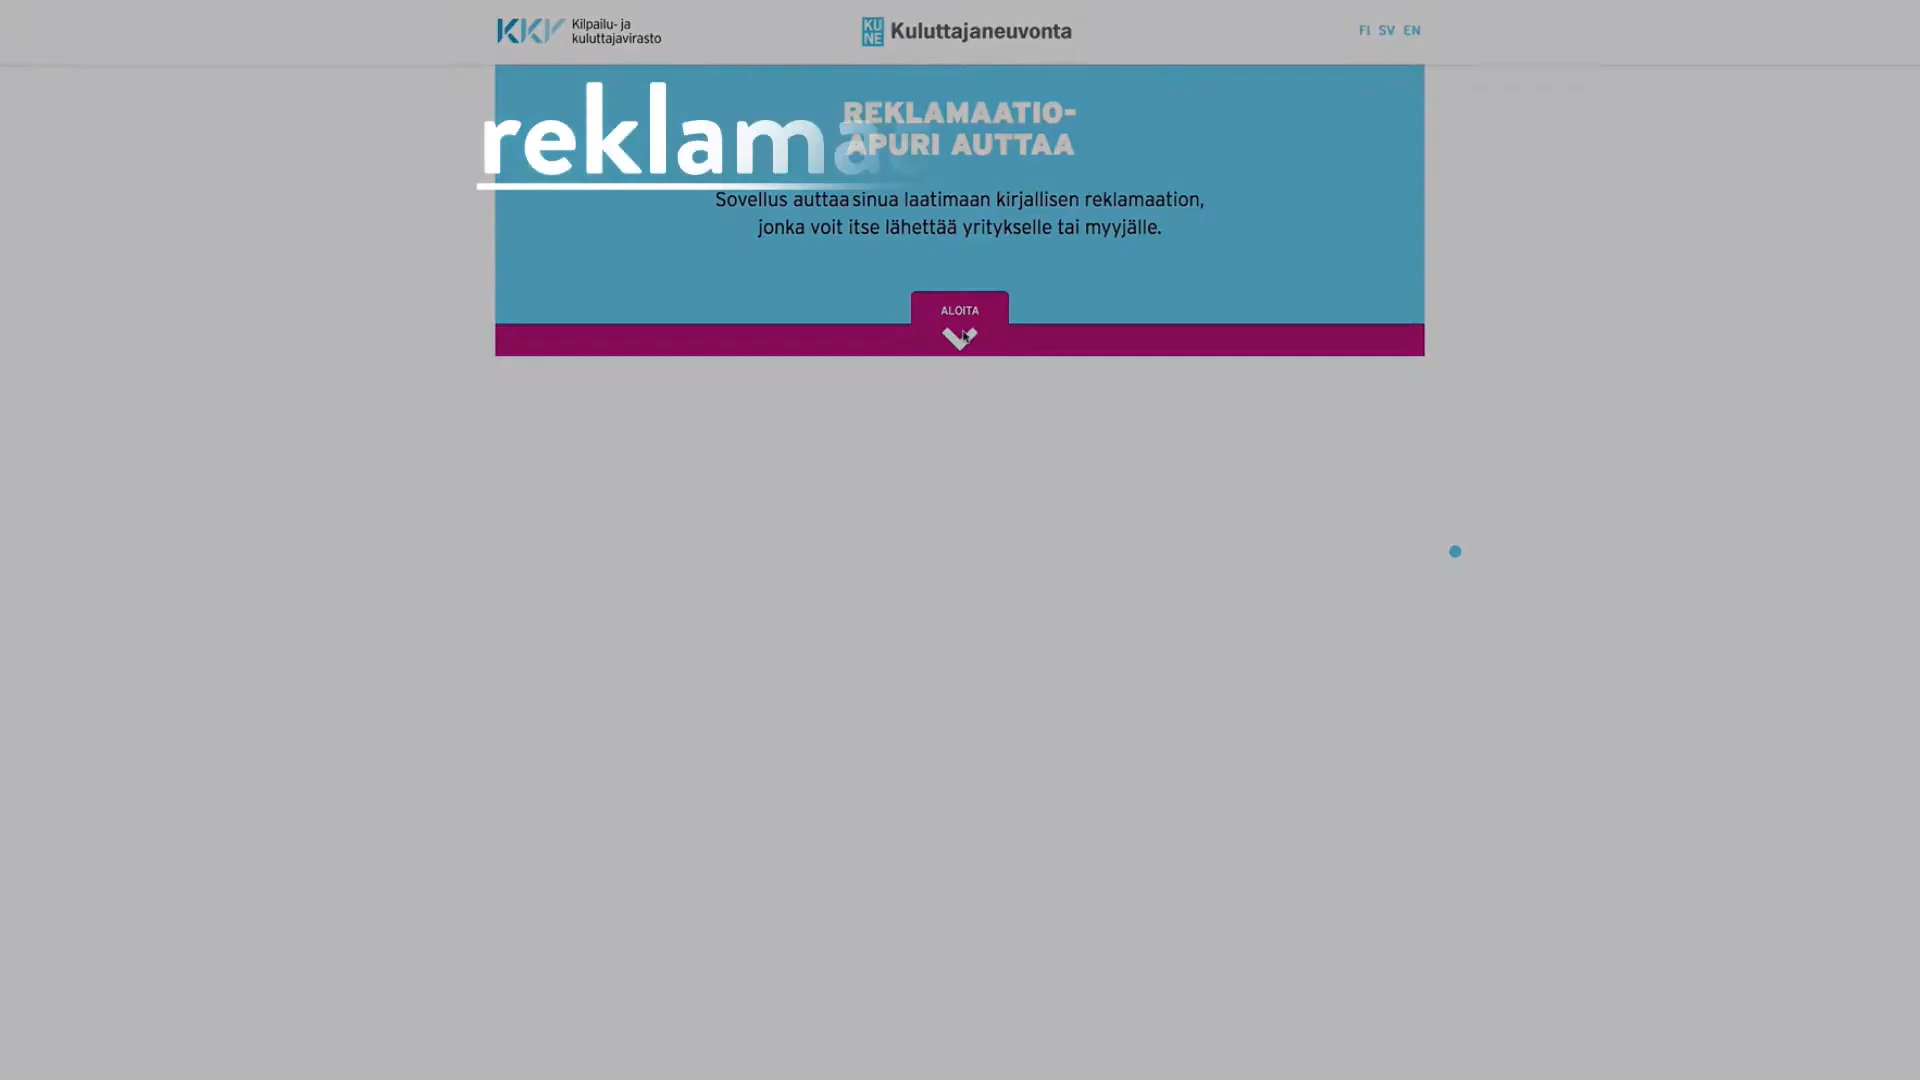 Kilpailu- ja
kuluttajavirasto
KU
NE
Kuluttajaneuvonta
FI SV EN
REKLAMAATIO-
APURI AUTTAA
Sovellus auttaa sinua laatimaan kirjallisen reklamaation,
jonka voit itse lähettää yritykselle tai myyjälle.
ALOITA